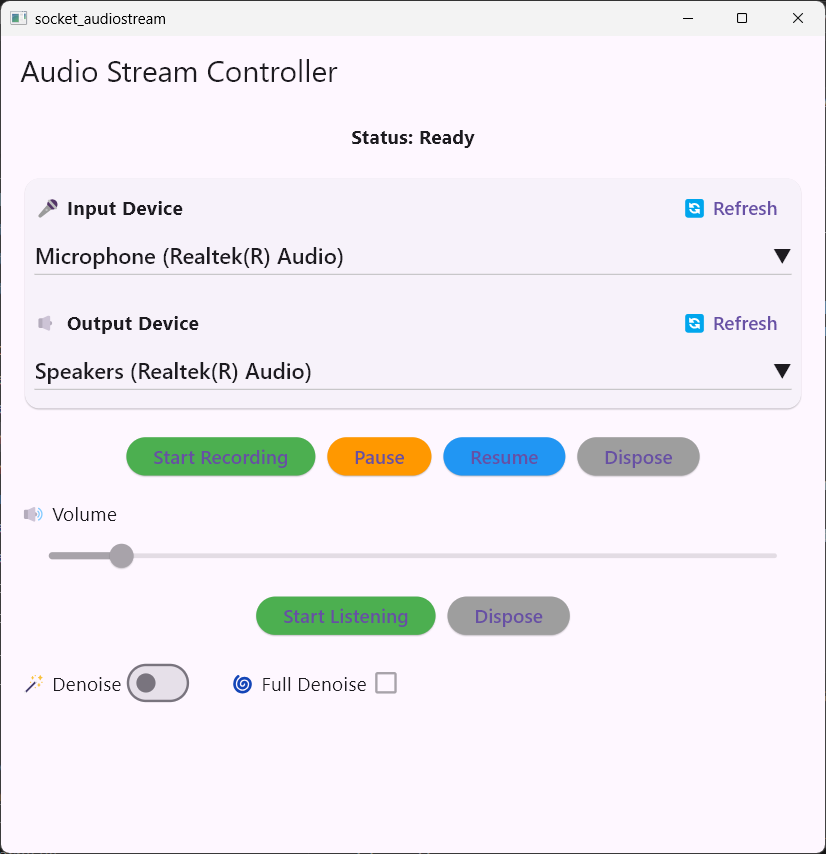 socket_audiostream
Audio Stream Controller
Status: Ready
🎤 Input Device 🔄 Refresh
Microphone (Realtek(R) Audio)
🔈 Output Device 🔄 Refresh
Speakers (Realtek(R) Audio)
Start Recording Pause Resume Dispose
🔊 Volume
Start Listening Dispose
🪄 Denoise 🌀 Full Denoise